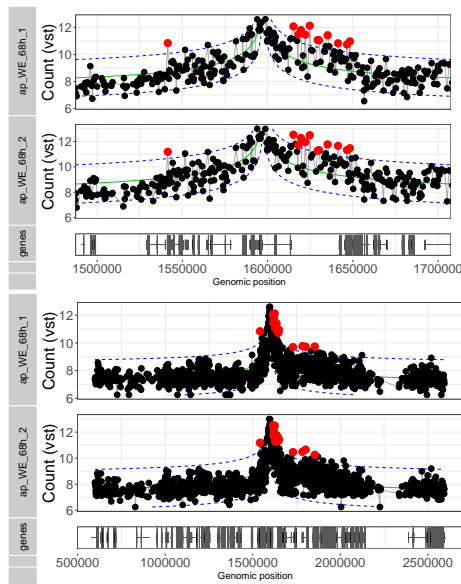 ap_WE_68h_1
Count (vst)
12
10
8
6
ap_WE_68h_2
Count (vst)
12
10
8
6
genes
1500000 1550000 1600000 1650000 1700000
Genomic position
ap_WE_68h_1
Count (vst)
12
10
8
6
ap_WE_68h_2
Count (vst)
12
10
8
6
genes
500000 1000000 1500000 2000000 2500000
Genomic position